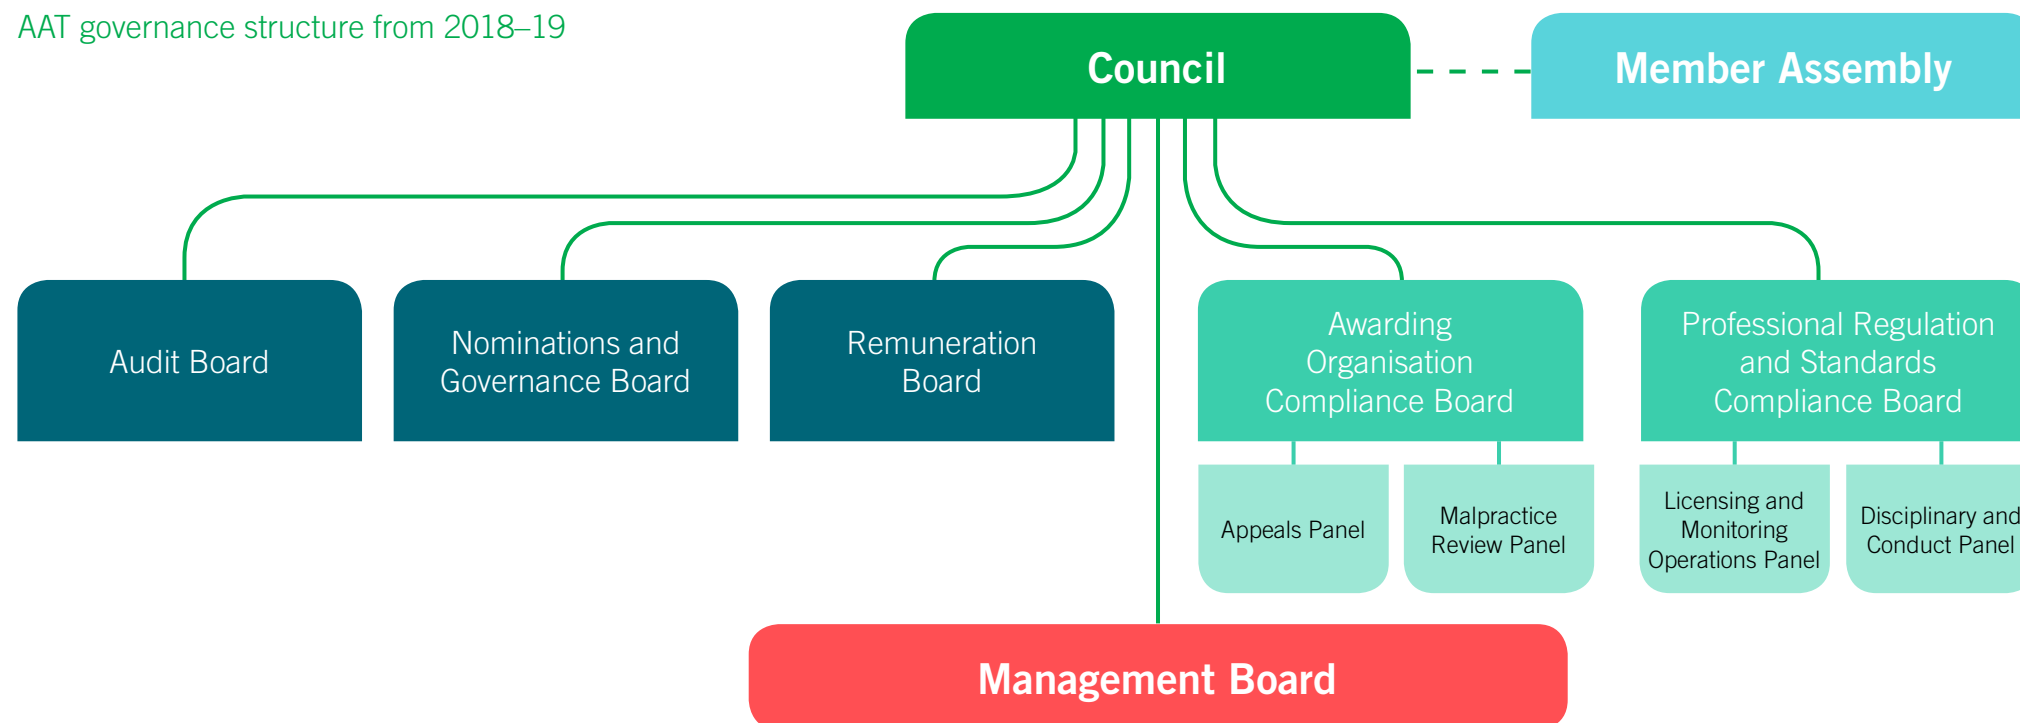 AAT governance structure from 2018–19
Council
Member Assembly
Audit Board
Nominations and
Governance Board
Remuneration
Board
Awarding
Organisation
Compliance Board
Professional Regulation
and Standards
Compliance Board
Appeals Panel
Malpractice
Review Panel
Licensing and
Monitoring
Operations Panel
Disciplinary and
Conduct Panel
Management Board